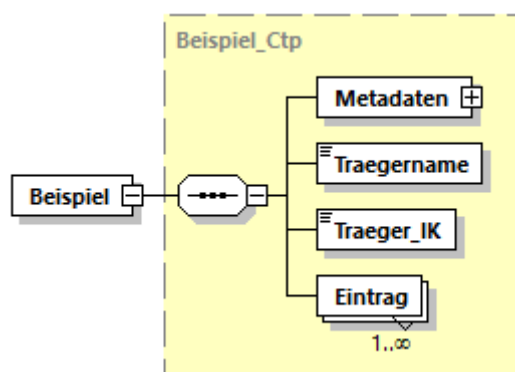 Beispiel_Ctp
Metadaten
Traegername
Beispiel
Traeger_IK
Eintrag
1..∞